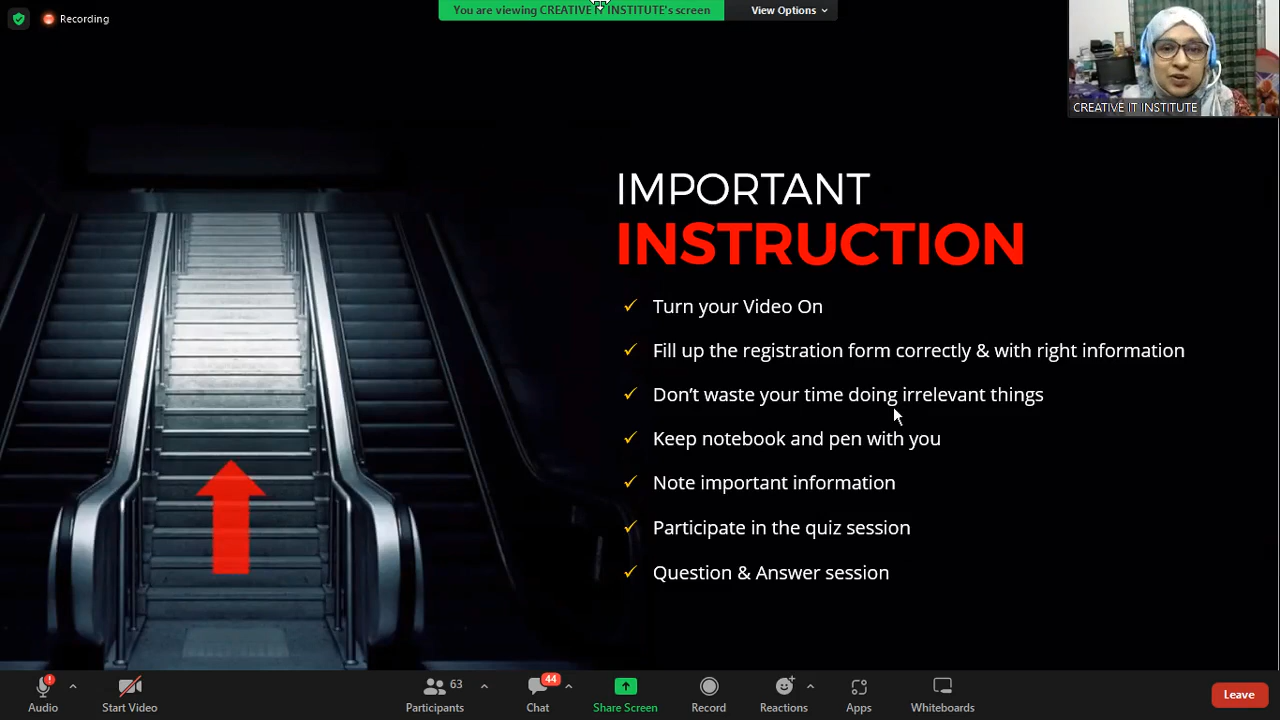 Recording
You are viewing CREATIVE IT INSTITUTE's screen
View Options
CREATIVE IT INSTITUTE
IMPORTANT
INSTRUCTION
✓ Turn your Video On
✓ Fill up the registration form correctly & with right information
✓ Don’t waste your time doing irrelevant things
✓ Keep notebook and pen with you
✓ Note important information
✓ Participate in the quiz session
✓ Question & Answer session
63
44
Audio
Start Video
Participants
Chat
Share Screen
Record
Reactions
Apps
Whiteboards
Leave